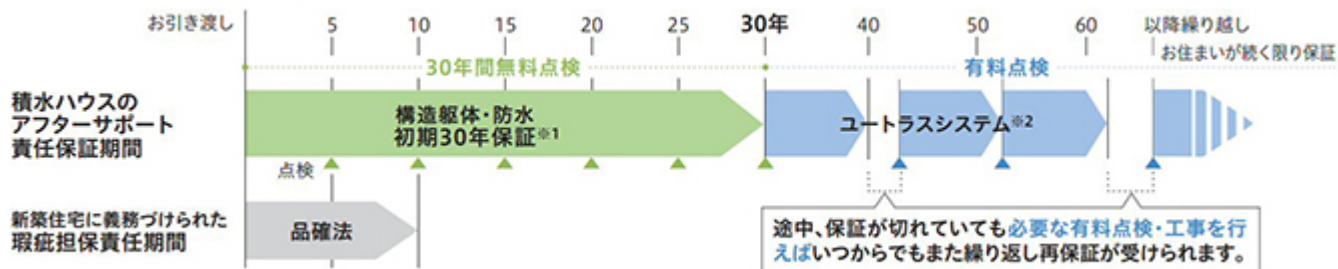 お引き渡し 5 10 15 20 25 30年 40 50 60 以降繰り越し
お住まいが続く限り保証
30年間無料点検 有料点検
積水ハウスの
アフターサポート
責任保証期間
構造躯体・防水
初期30年保証※1
ユートラスシステム※2
点検
新築住宅に義務づけられた
瑕疵担保責任期間
品確法
途中、保証が切れていても必要な有料点検・工事を行
えばいつからでもまた繰り返し再保証が受けられます。